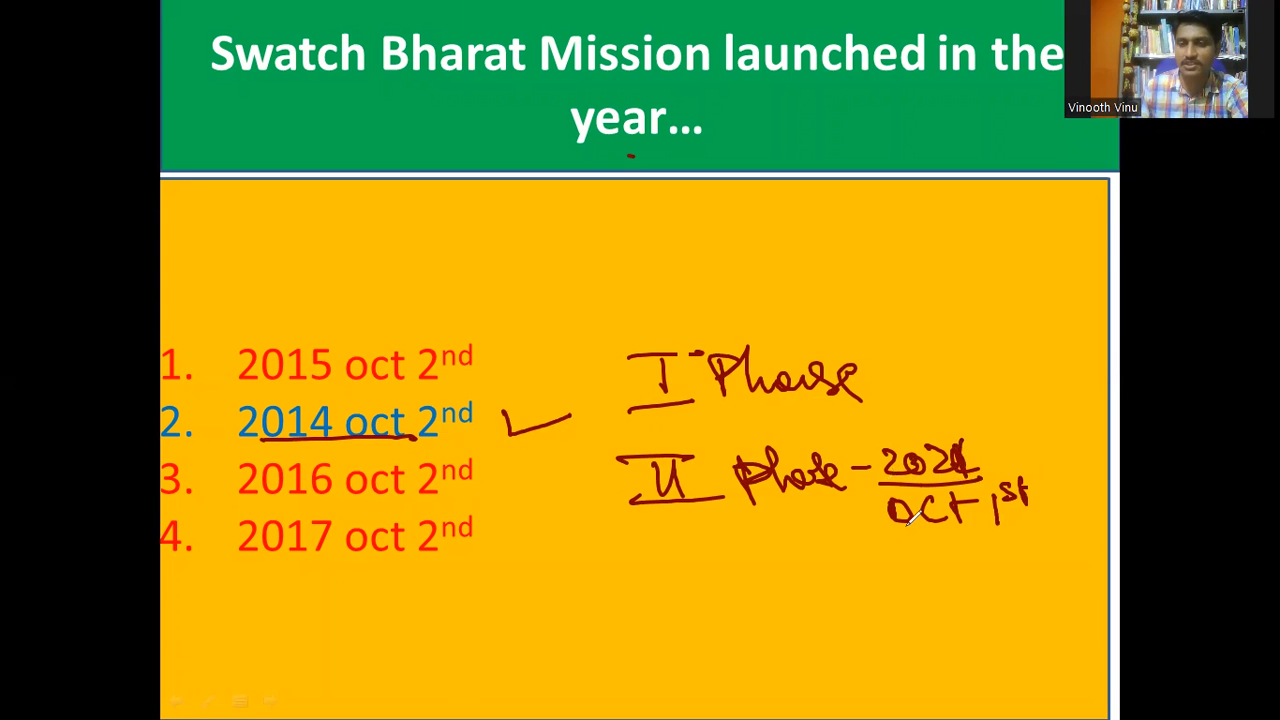 Swatch Bharat Mission launched in the
year...
Vinooth Vinu
1. 2015 oct 2nd
2. 2014 oct 2nd
3. 2016 oct 2nd
4. 2017 oct 2nd
I Phase
II Phase - 2021
OCT 1st